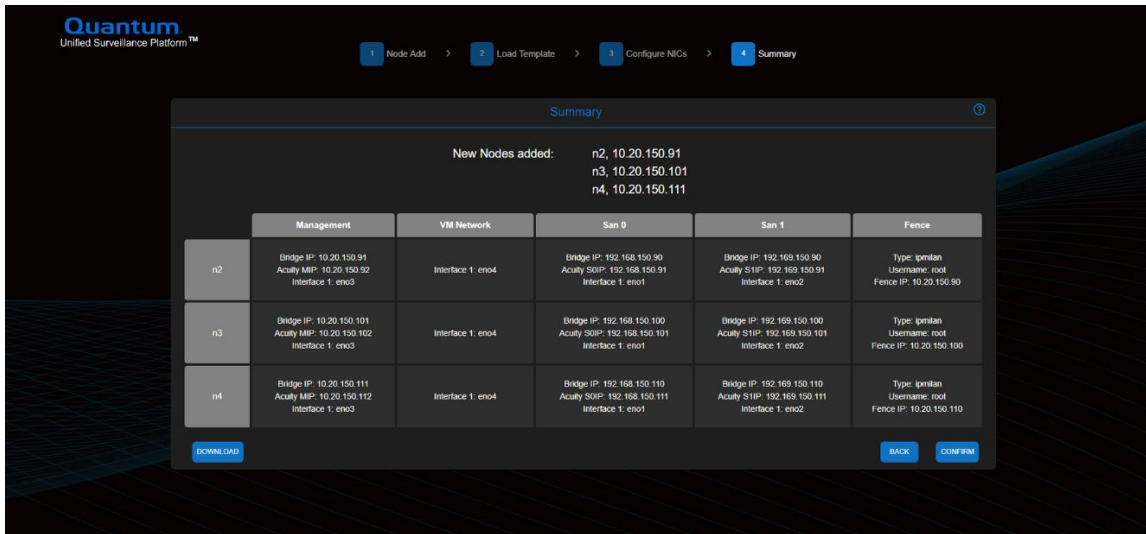 Quantum
Unified Surveillance Platform™
1 Node Add > 2 Load Template > 3 Configure NICs > 4 Summary
Summary
?
New Nodes added: n2, 10.20.150.91
n3, 10.20.150.101
n4, 10.20.150.111
Management VM Network San 0 San 1 Fence
n2
Bridge IP: 10.20.150.91
Acuity MIP: 10.20.150.92
Interface 1: eno3
Interface 1: eno4
Bridge IP: 192.168.150.90
Acuity S0IP: 192.168.150.91
Interface 1: eno1
Bridge IP: 192.169.150.90
Acuity S1IP: 192.169.150.91
Interface 1: eno2
Type: ipmilan
Username: root
Fence IP: 10.20.150.90
n3
Bridge IP: 10.20.150.101
Acuity MIP: 10.20.150.102
Interface 1: eno3
Interface 1: eno4
Bridge IP: 192.168.150.100
Acuity S0IP: 192.168.150.101
Interface 1: eno1
Bridge IP: 192.169.150.100
Acuity S1IP: 192.169.150.101
Interface 1: eno2
Type: ipmilan
Username: root
Fence IP: 10.20.150.100
n4
Bridge IP: 10.20.150.111
Acuity MIP: 10.20.150.112
Interface 1: eno3
Interface 1: eno4
Bridge IP: 192.168.150.110
Acuity S0IP: 192.168.150.111
Interface 1: eno1
Bridge IP: 192.169.150.110
Acuity S1IP: 192.169.150.111
Interface 1: eno2
Type: ipmilan
Username: root
Fence IP: 10.20.150.110
DOWNLOAD BACK CONFIRM